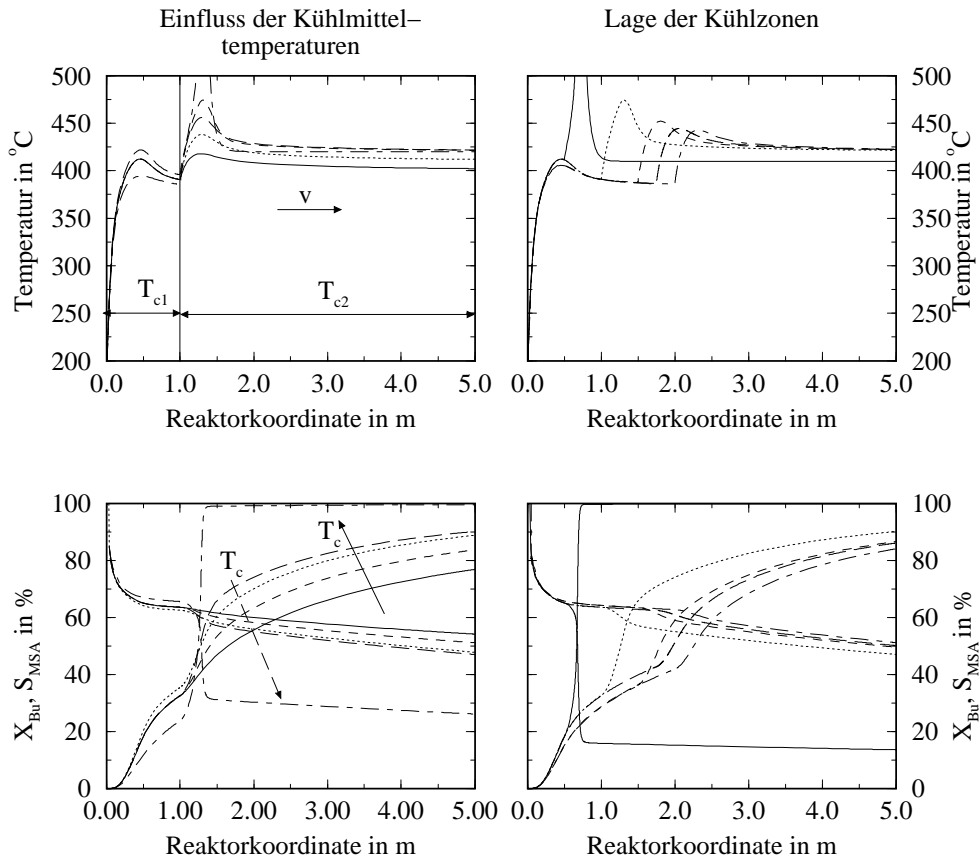 Einfluss der Kühlmittel–
temperaturen
Lage der Kühlzonen
500
450
400
350
300
250
200
Temperatur in °C
v
T_c1
T_c2
0.0 1.0 2.0 3.0 4.0 5.0
Reaktorkoordinate in m
500
450
400
350
300
250
200
Temperatur in °C
0.0 1.0 2.0 3.0 4.0 5.0
Reaktorkoordinate in m
100
80
60
40
20
0
X_Bu, S_MSA in %
T_c
T_c
0.00 1.00 2.00 3.00 4.00 5.00
Reaktorkoordinate in m
100
80
60
40
20
0
X_Bu, S_MSA in %
0.0 1.0 2.0 3.0 4.0 5.0
Reaktorkoordinate in m